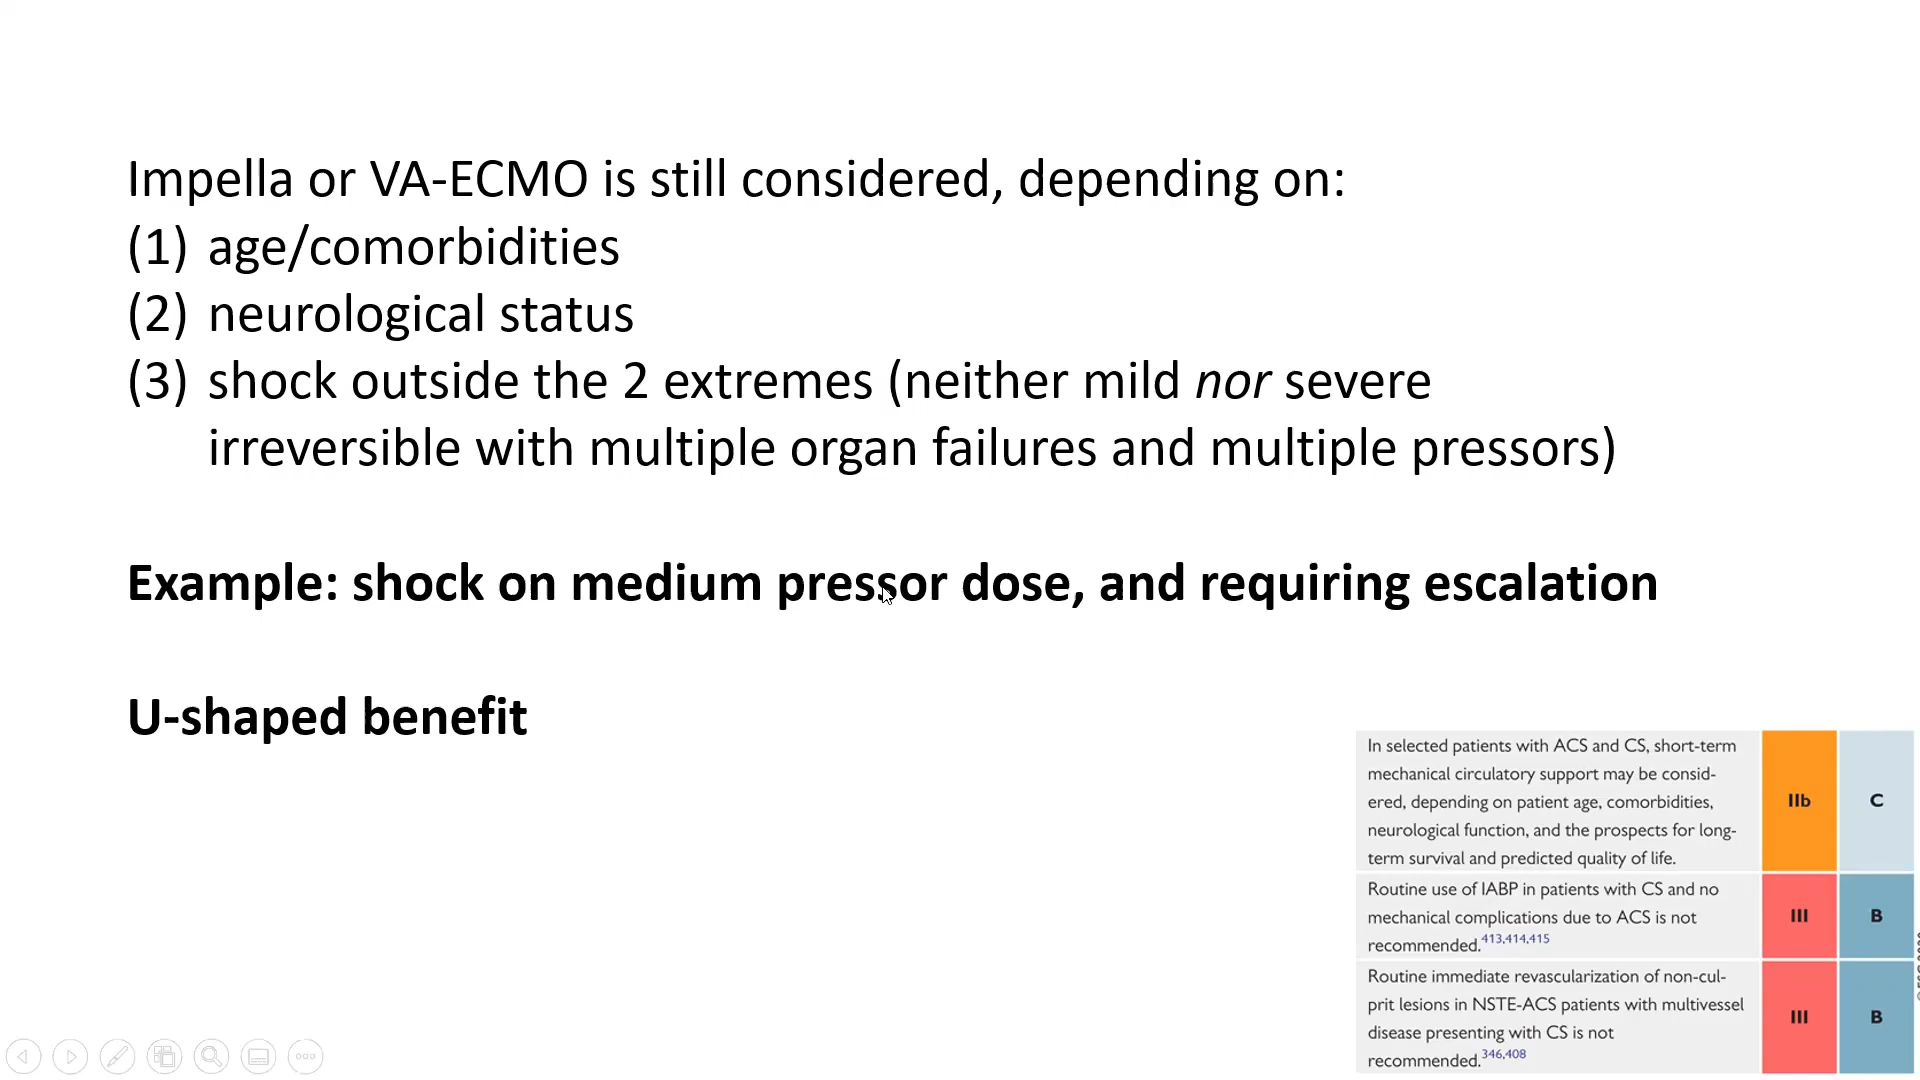 Impella or VA-ECMO is still considered, depending on:
(1) age/comorbidities
(2) neurological status
(3) shock outside the 2 extremes (neither mild nor severe
irreversible with multiple organ failures and multiple pressors)
Example: shock on medium pressor dose, and requiring escalation
U-shaped benefit
In selected patients with ACS and CS, short-term
mechanical circulatory support may be consid-
ered, depending on patient age, comorbidities,
neurological function, and the prospects for long-
term survival and predicted quality of life.
IIb
C
Routine use of IABP in patients with CS and no
mechanical complications due to ACS is not
recommended.413,414,415
III
B
Routine immediate revascularization of non-cul-
prit lesions in NSTE-ACS patients with multivessel
disease presenting with CS is not
recommended.346,408
III
B